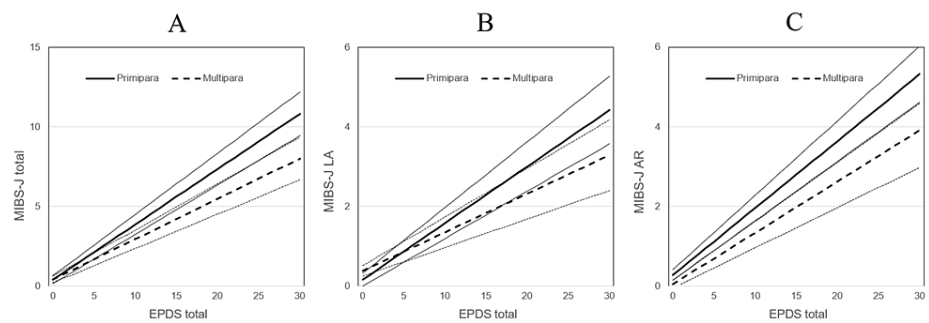 A
MIBS-J total
15
10
5
0
Primipara
Multipara
0 5 10 15 20 25 30
EPDS total
B
MIBS-J LA
6
4
2
0
Primipara
Multipara
0 5 10 15 20 25 30
EPDS total
C
MIBS-J AR
6
4
2
0
Primipara
Multipara
0 5 10 15 20 25 30
EPDS total